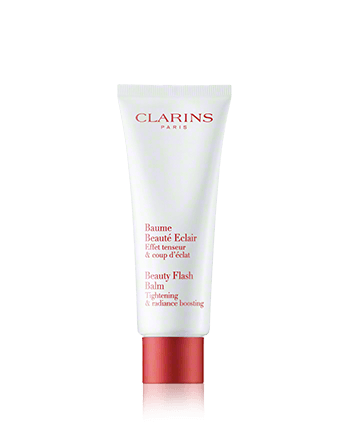 CLARINS
PARIS
Baume
Beauté Eclair
Effet tenseur
& coup d'éclat
Beauty Flash
Balm
Tightening
& radiance boosting